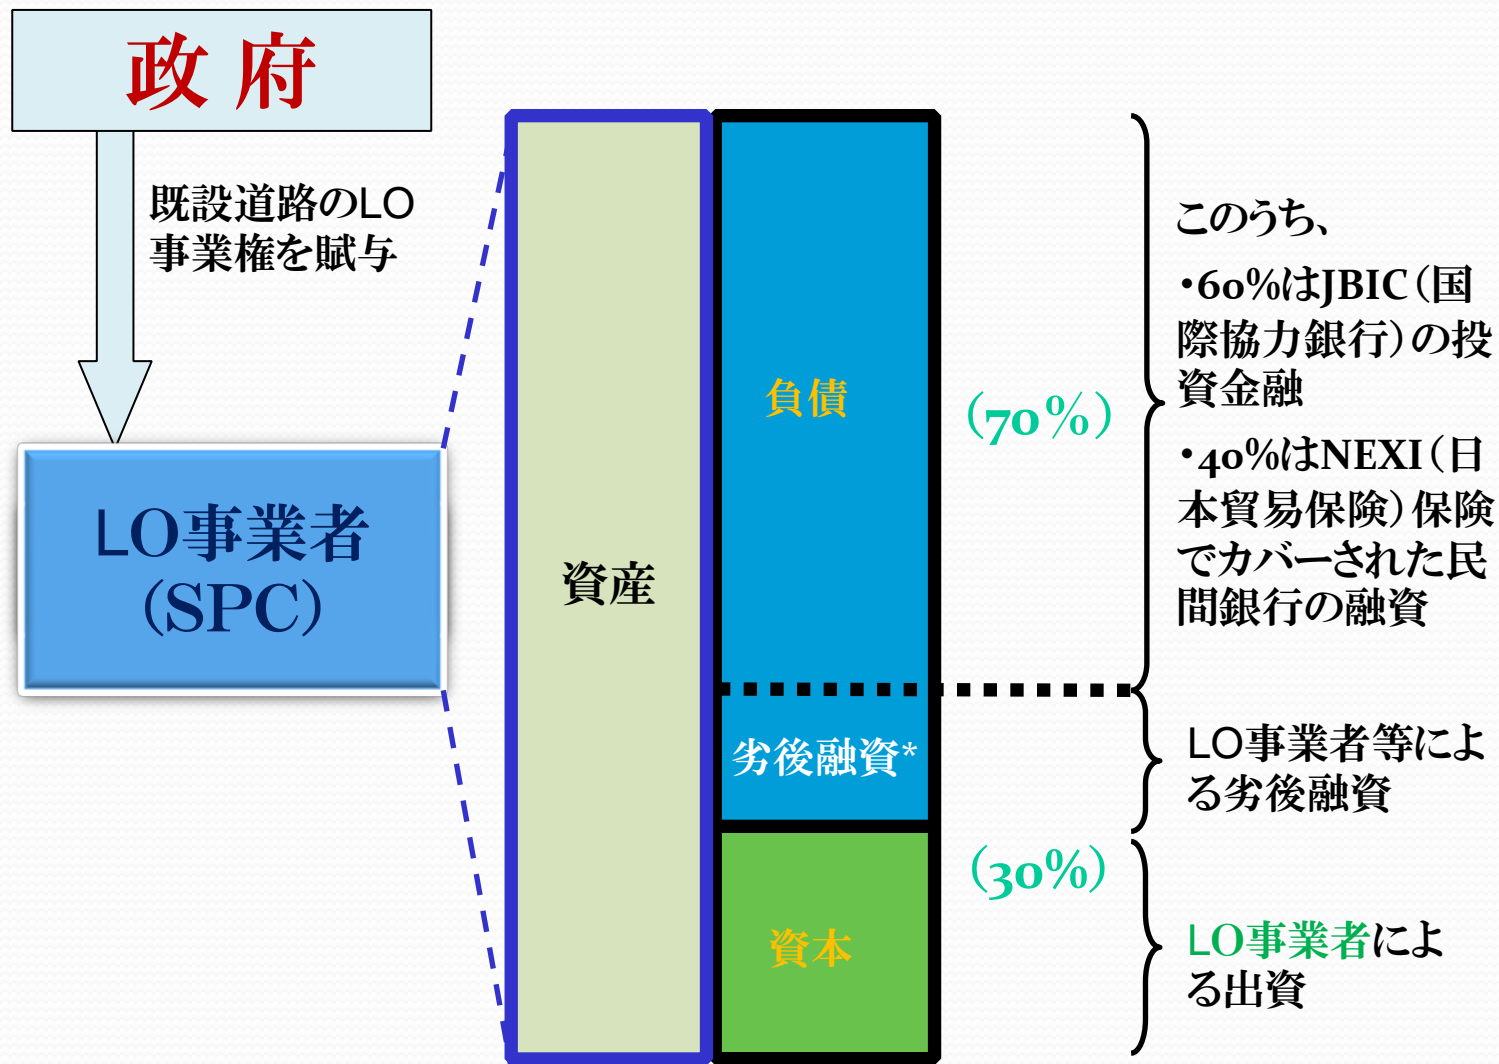 政 府
既設道路のLO
事業権を賦与
LO事業者
(SPC)
資産
負債
劣後融資*
資本
(70%)
(30%)
このうち、
・60%はJBIC(国
際協力銀行)の投
資金融
・40%はNEXI(日
本貿易保険)保険
でカバーされた民
間銀行の融資
LO事業者等によ
る劣後融資
LO事業者によ
る出資